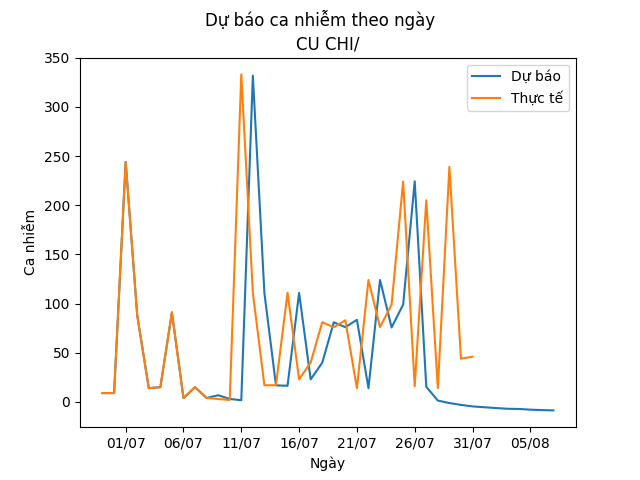 Dự báo ca nhiễm theo ngày
CU CHI/
Dự báo
Thực tế
350
300
250
200
150
100
50
0
Ca nhiễm
01/07 06/07 11/07 16/07 21/07 26/07 31/07 05/08
Ngày